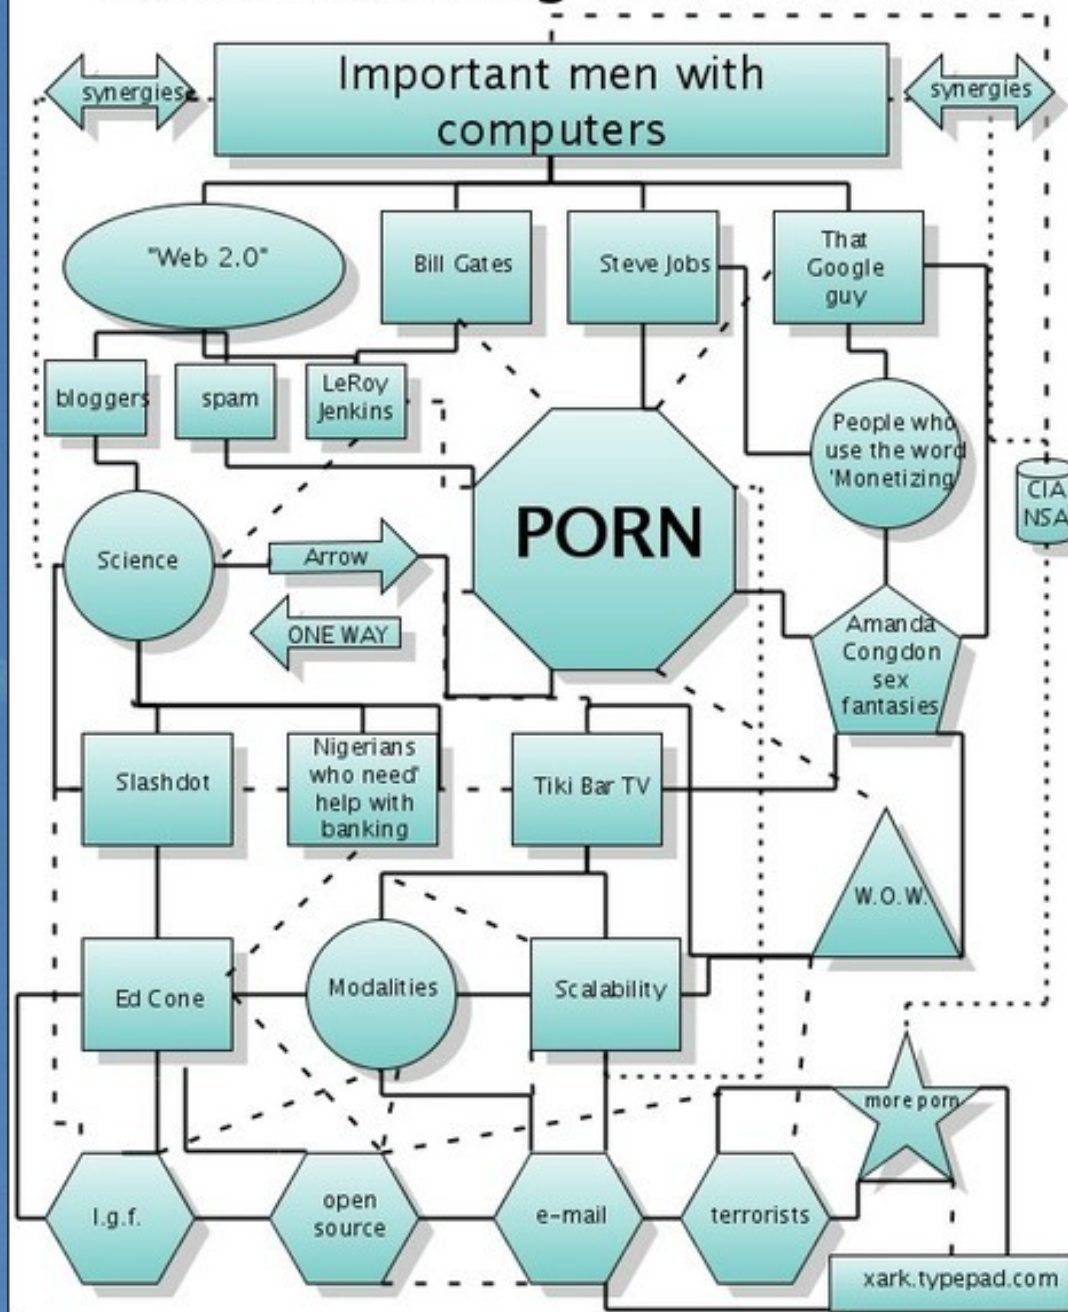 synergies
Important men with
computers
synergies
"Web 2.0"
Bill Gates
Steve Jobs
That
Google
guy
bloggers
spam
LeRoy
Jenkins
People who
use the word
'Monetizing
CIA
NSA
PORN
Science
Arrow
ONE WAY
Amanda
Congdon
sex
fantasies
Slashdot
Nigerians
who need'
help with
banking
Tiki Bar TV
W.O.W.
Ed Cone
Modalities
Scalability
more porn
l.g.f.
open
source
e-mail
terrorists
xark.typepad.com